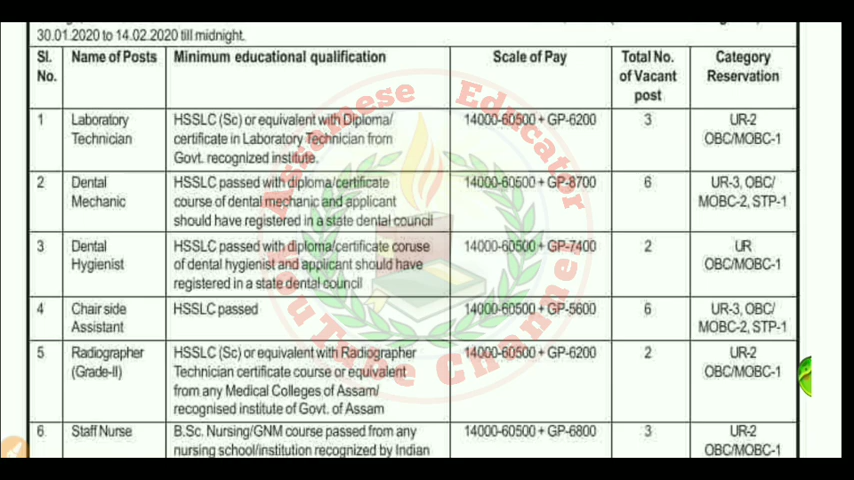 30.01.2020 to 14.02.2020 till midnight.
Sl. No. Name of Posts Minimum educational qualification Scale of Pay Total No. of Vacant post Category Reservation
1 Laboratory Technician HSSLC (Sc) or equivalent with Diploma/ certificate in Laboratory Technician from Govt. recognized institute. 14000-60500 + GP-6200 3 UR-2 OBC/MOBC-1
2 Dental Mechanic HSSLC passed with diploma/certificate course of dental mechanic and applicant should have registered in a state dental council 14000-60500 + GP-8700 6 UR-3, OBC/ MOBC-2, STP-1
3 Dental Hygienist HSSLC passed with diploma/certificate coruse of dental hygienist and applicant should have registered in a state dental council 14000-60500 + GP-7400 2 UR OBC/MOBC-1
4 Chair side Assistant HSSLC passed 14000-60500 + GP-5600 6 UR-3, OBC/ MOBC-2, STP-1
5 Radiographer (Grade-II) HSSLC (Sc) or equivalent with Radiographer Technician certificate course or equivalent from any Medical Colleges of Assam/ recognised institute of Govt. of Assam 14000-60500 + GP-6200 2 UR-2 OBC/MOBC-1
6 Staff Nurse B.Sc. Nursing/GNM course passed from any nursing school/institution recognized by Indian 14000-60500 + GP-6800 3 UR-2 OBC/MOBC-1
Assamese Educator
YouTube Channel